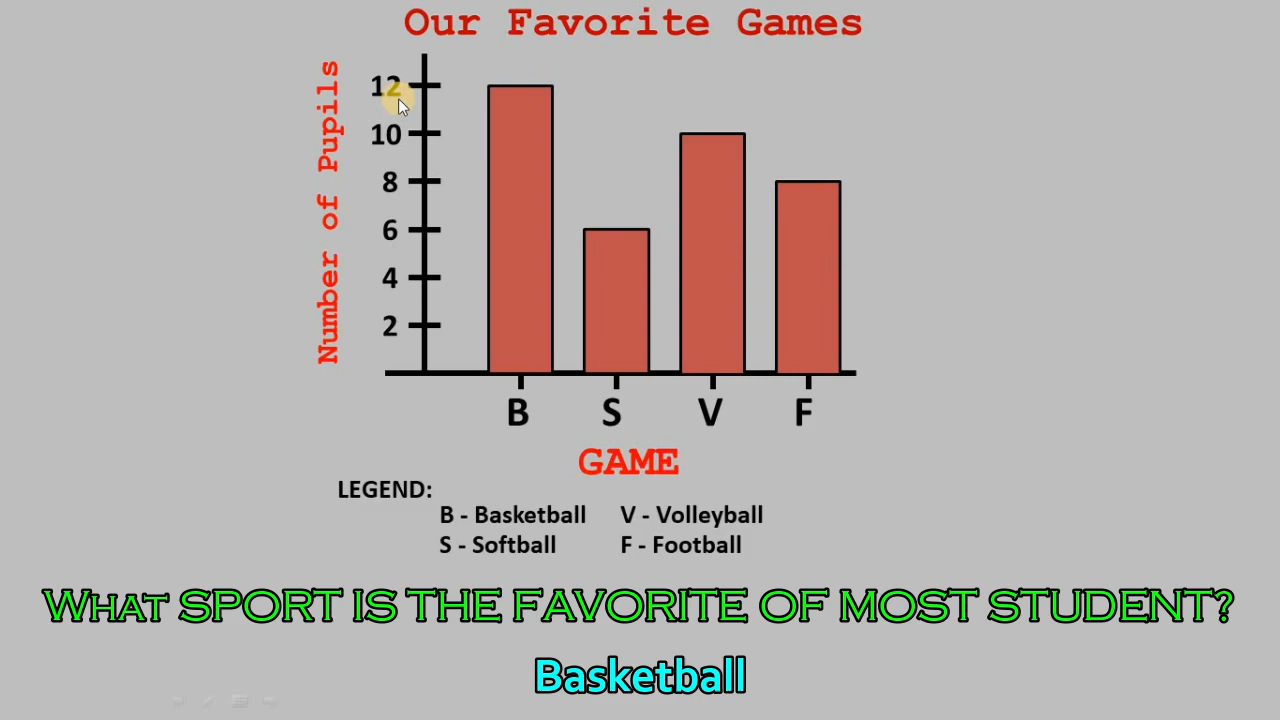 Our Favorite Games
Number of Pupils
12
10
8
6
4
2
B S V F
GAME
LEGEND:
B - Basketball V - Volleyball
S - Softball F - Football
What SPORT IS THE FAVORITE OF MOST STUDENT?
Basketball